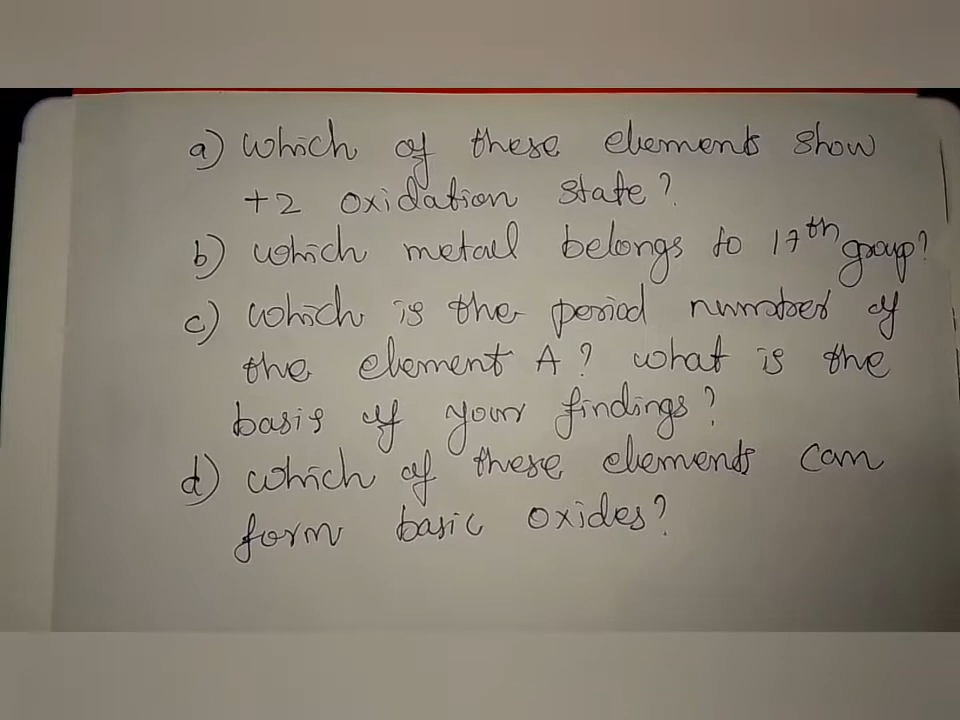 a) Which of these elements show
+2 oxidation state?
b) Which metall belongs to 17th group?
c) Which is the period number of
the element A? What is the
basis of your findings?
d) Which of these elements can
form basic oxides?